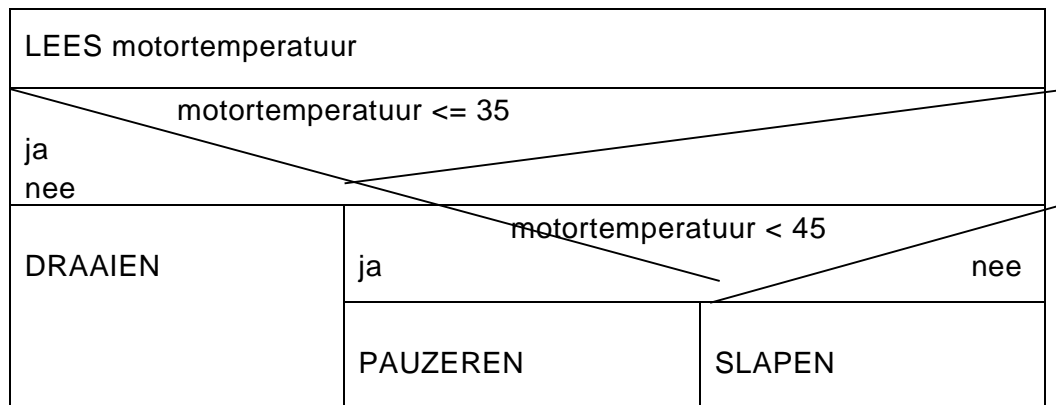 LEES motortemperatuur
motortemperatuur <= 35
ja
nee
motortemperatuur < 45
DRAAIEN
ja nee
PAUZEREN SLAPEN